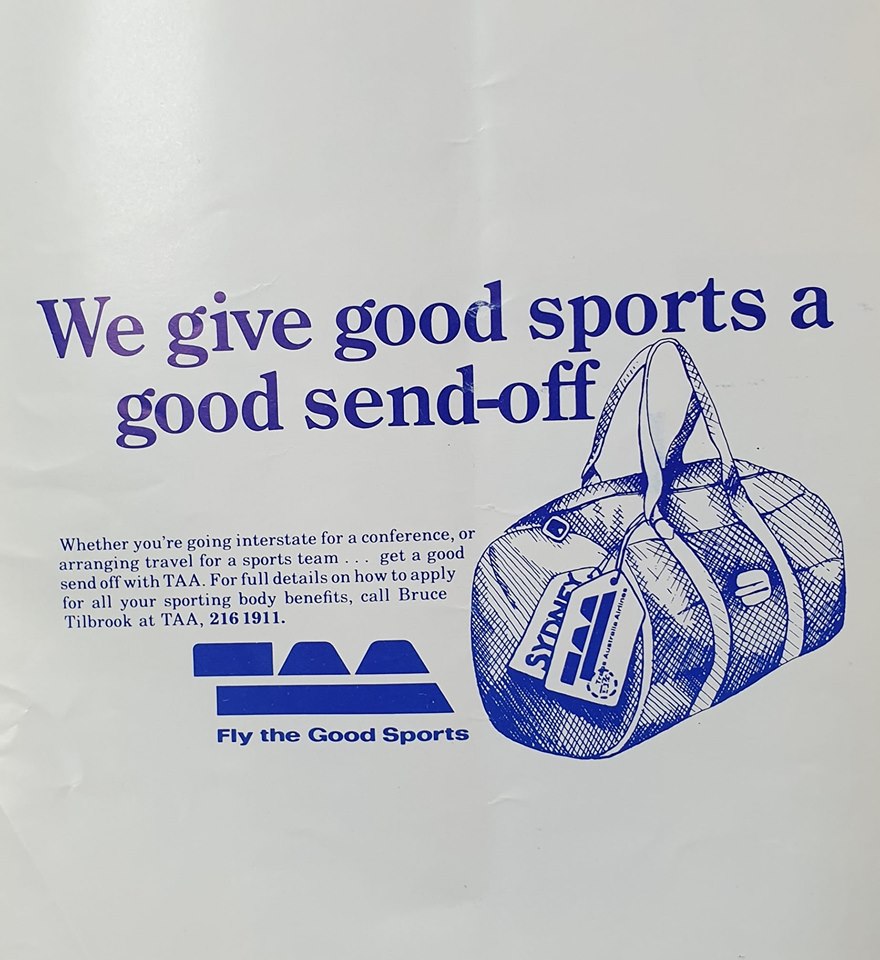 We give good sports a
good send-off
Whether you're going interstate for a conference, or
arranging travel for a sports team . . . get a good
send off with TAA. For full details on how to apply
for all your sporting body benefits, call Bruce
Tilbrook at TAA, 216 1911.
TAA
Fly the Good Sports
SYDNEY
TAA
Trans Australia Airlines